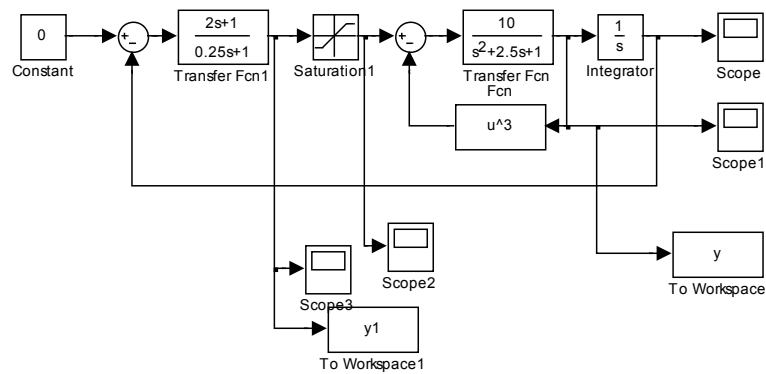 0
Constant
2s+1
0.25s+1
Transfer Fcn1
Saturation1
10
s²+2.5s+1
Transfer Fcn
Fcn
1
s
Integrator
Scope
u^3
Scope1
Scope2
Scope3
y
To Workspace
y1
To Workspace1